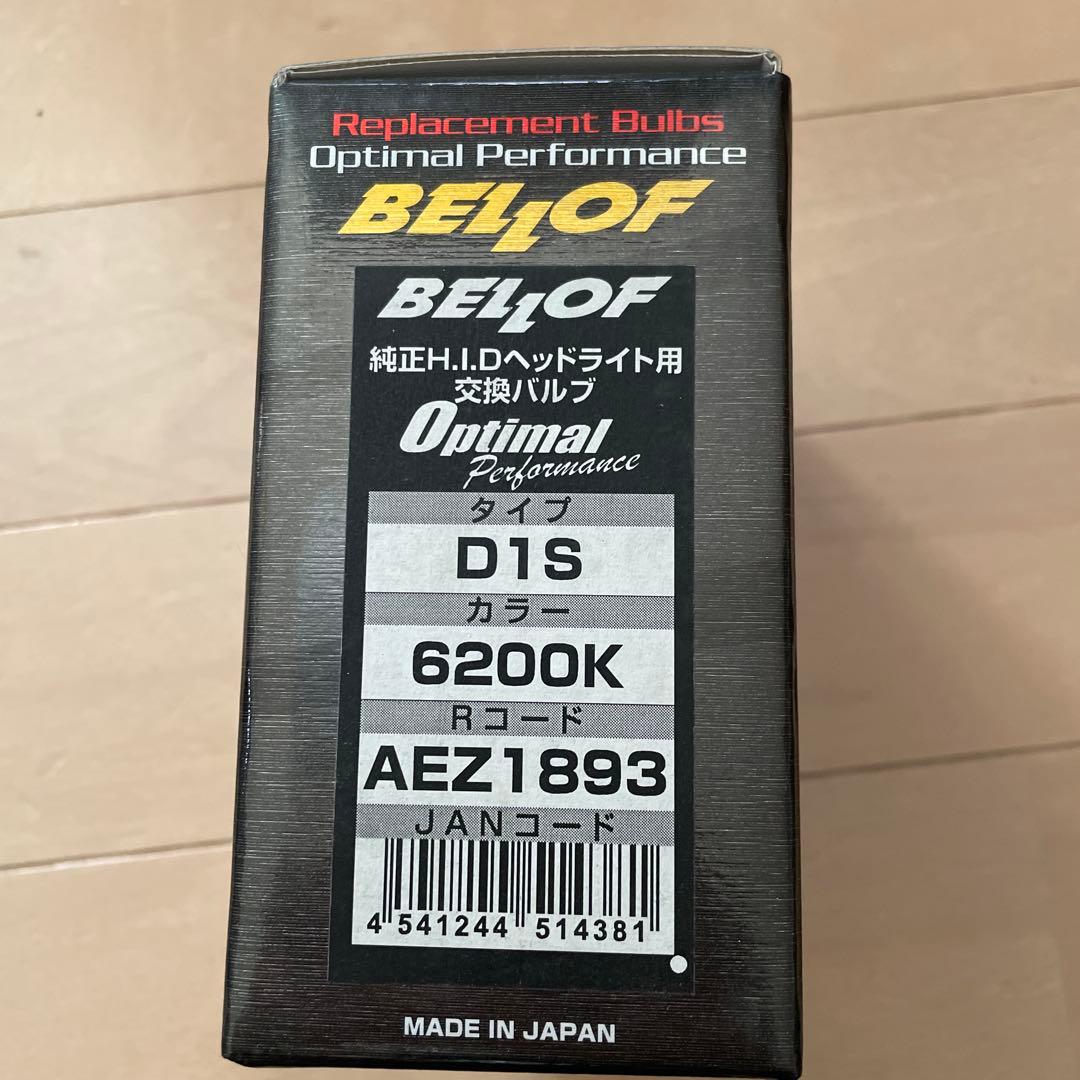 Replacement Bulbs
Optimal Performance
BELLOF
BELLOF
純正H.I.Dヘッドライト用
交換バルブ
Optimal
Performance
タイプ
D1S
カラー
6200K
Rコード
AEZ1893
JANコード
4 541244 514381
MADE IN JAPAN